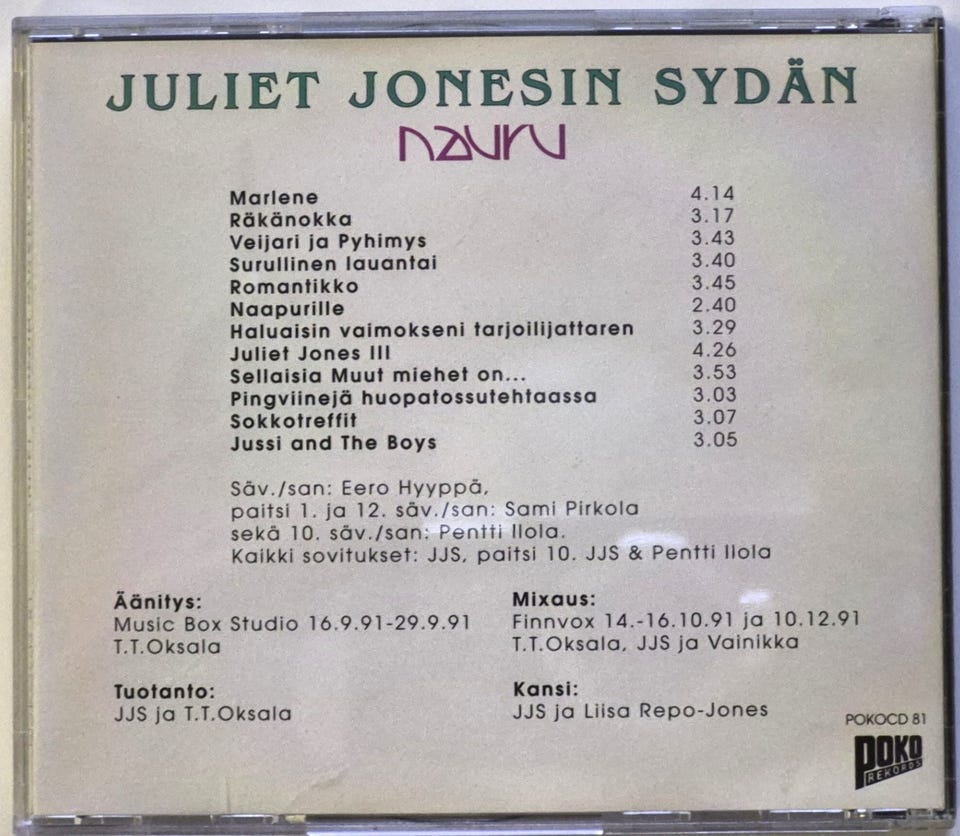 JULIET JONESIN SYDÄN
nauru
Marlene 4.14
Räkänokka 3.17
Veijari ja Pyhimys 3.43
Surullinen lauantai 3.40
Romantikko 3.45
Naapurille 2.40
Haluaisin vaimokseni tarjoilijattaren 3.29
Juliet Jones III 4.26
Sellaisia Muut miehet on... 3.53
Pingviinejä huopatossutehtaassa 3.03
Sokkotreffit 3.07
Jussi and The Boys 3.05
Säv./san: Eero Hyyppä,
paitsi 1. ja 12. säv./san: Sami Pirkola
sekä 10. säv./san: Pentti Ilola.
Kaikki sovitukset: JJS, paitsi 10. JJS & Pentti Ilola
Äänitys:
Music Box Studio 16.9.91-29.9.91
T.T.Oksala
Mixaus:
Finnvox 14.-16.10.91 ja 10.12.91
T.T.Oksala, JJS ja Vainikka
Tuotanto:
JJS ja T.T.Oksala
Kansi:
JJS ja Liisa Repo-Jones
POKOCD 81
POKO
REKORDS